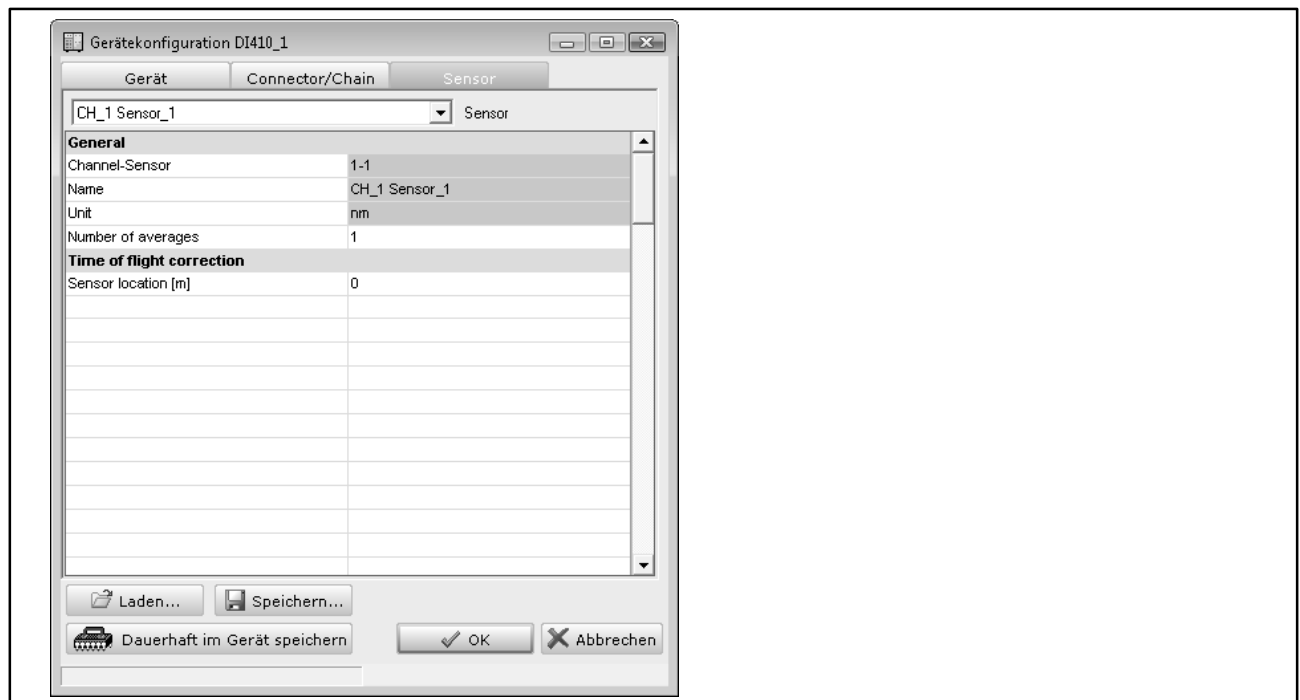 Gerätekonfiguration DI410_1
Gerät Connector/Chain Sensor
CH_1 Sensor_1 Sensor
General
Channel-Sensor 1-1
Name CH_1 Sensor_1
Unit nm
Number of averages 1
Time of flight correction
Sensor location [m] 0
Laden... Speichern...
Dauerhaft im Gerät speichern OK Abbrechen